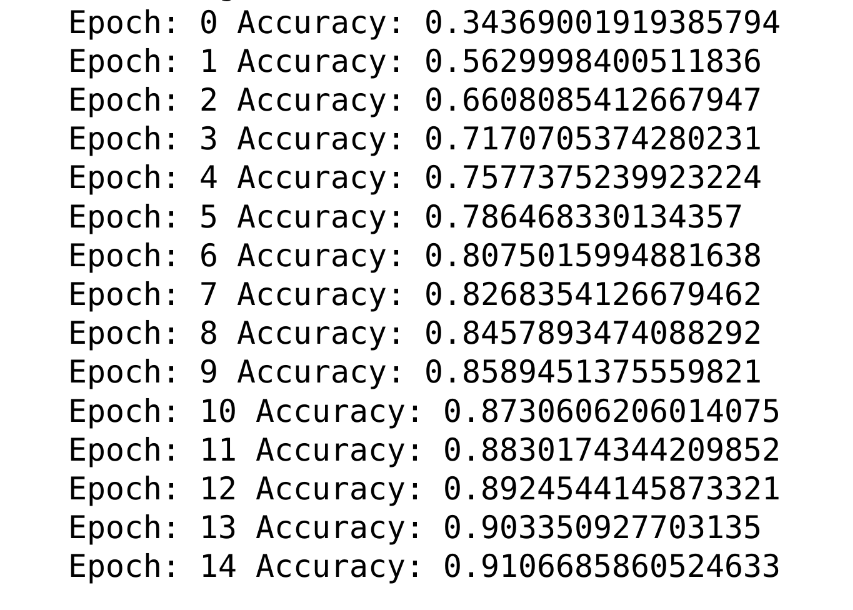 Epoch: 0 Accuracy: 0.34369001919385794
Epoch: 1 Accuracy: 0.5629998400511836
Epoch: 2 Accuracy: 0.6608085412667947
Epoch: 3 Accuracy: 0.7170705374280231
Epoch: 4 Accuracy: 0.7577375239923224
Epoch: 5 Accuracy: 0.786468330134357
Epoch: 6 Accuracy: 0.8075015994881638
Epoch: 7 Accuracy: 0.8268354126679462
Epoch: 8 Accuracy: 0.8457893474088292
Epoch: 9 Accuracy: 0.8589451375559821
Epoch: 10 Accuracy: 0.8730606206014075
Epoch: 11 Accuracy: 0.8830174344209852
Epoch: 12 Accuracy: 0.8924544145873321
Epoch: 13 Accuracy: 0.903350927703135
Epoch: 14 Accuracy: 0.9106685860524633